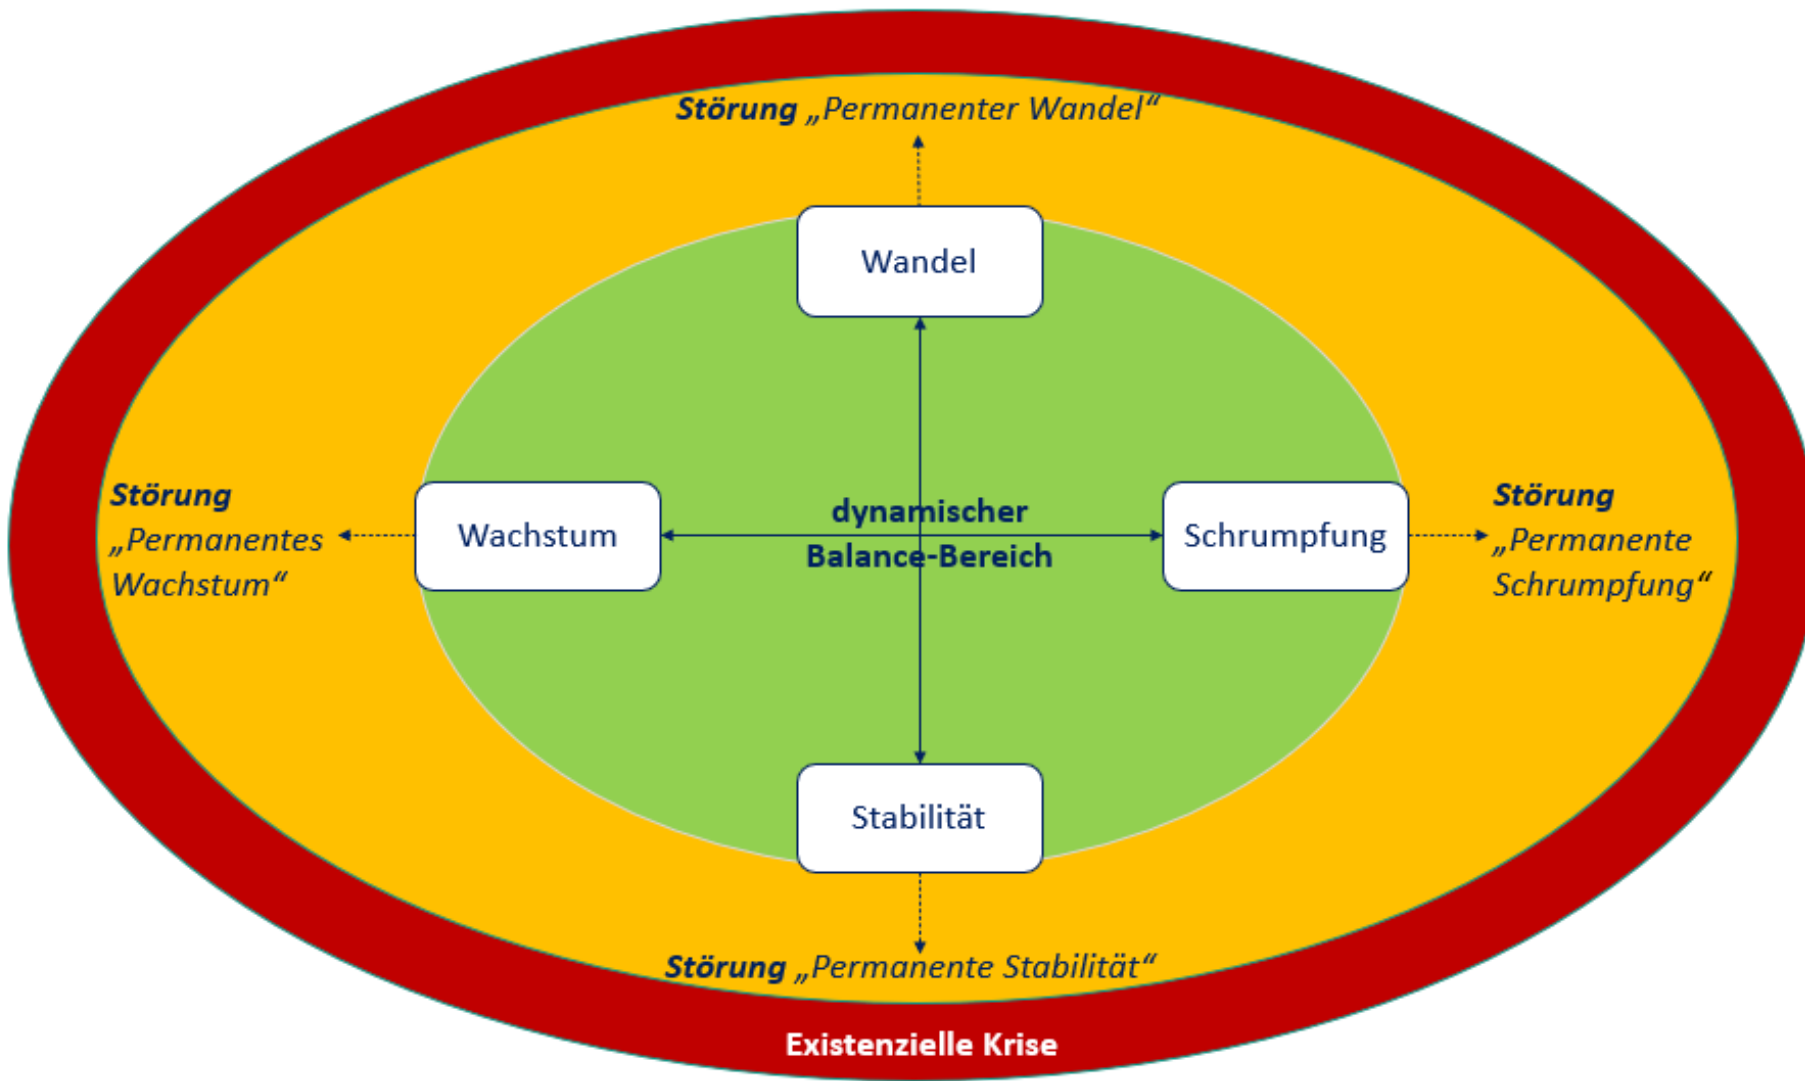 Störung „Permanenter Wandel“
Wandel
Störung
„Permanentes
Wachstum“
Wachstum
dynamischer
Balance-Bereich
Schrumpfung
Störung
„Permanente
Schrumpfung“
Stabilität
Störung „Permanente Stabilität“
Existenzielle Krise